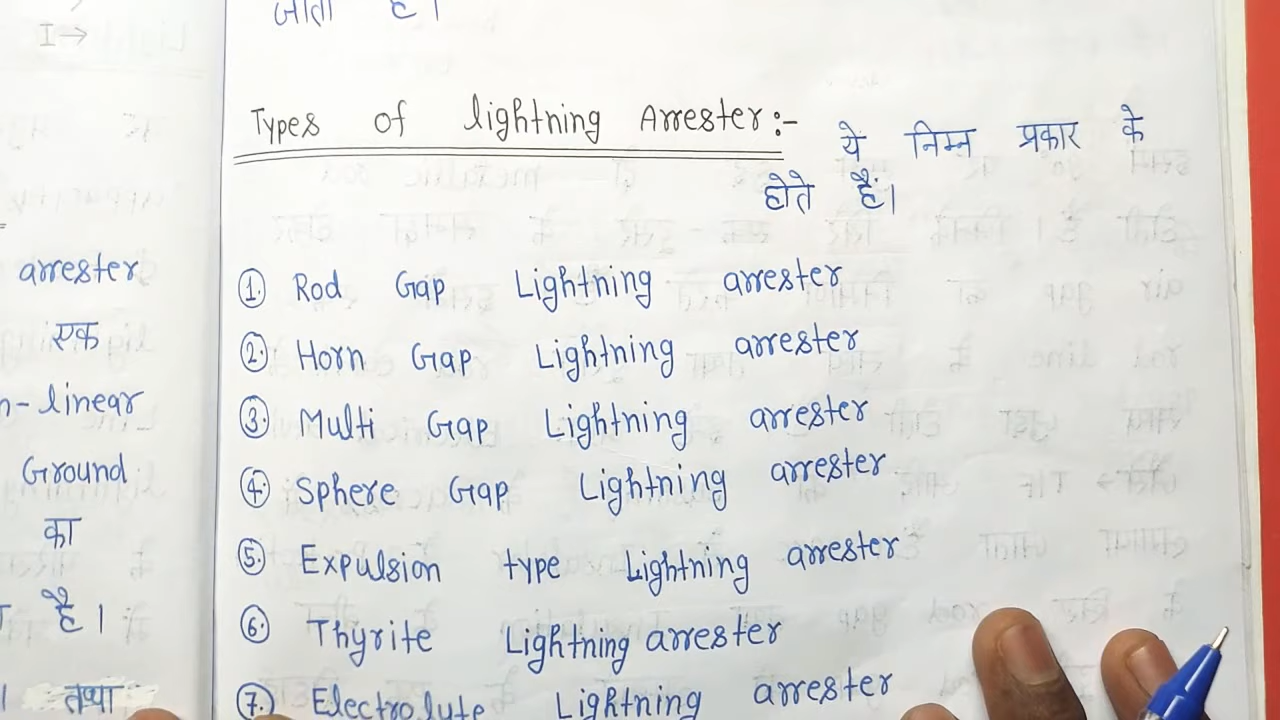 जाता है।
Types of lightning Arrester:- ये निम्न प्रकार के
होते हैं।
① Rod Gap Lightning arrester
② Horn Gap Lightning arrester
③ Multi Gap Lightning arrester
④ Sphere Gap Lightning arrester
⑤ Expulsion type Lightning arrester
⑥ Thyrite Lightning arrester
⑦ Electrolyte Lightning arrester
arrester
एक
n-linear
Ground
का
है।
तथा